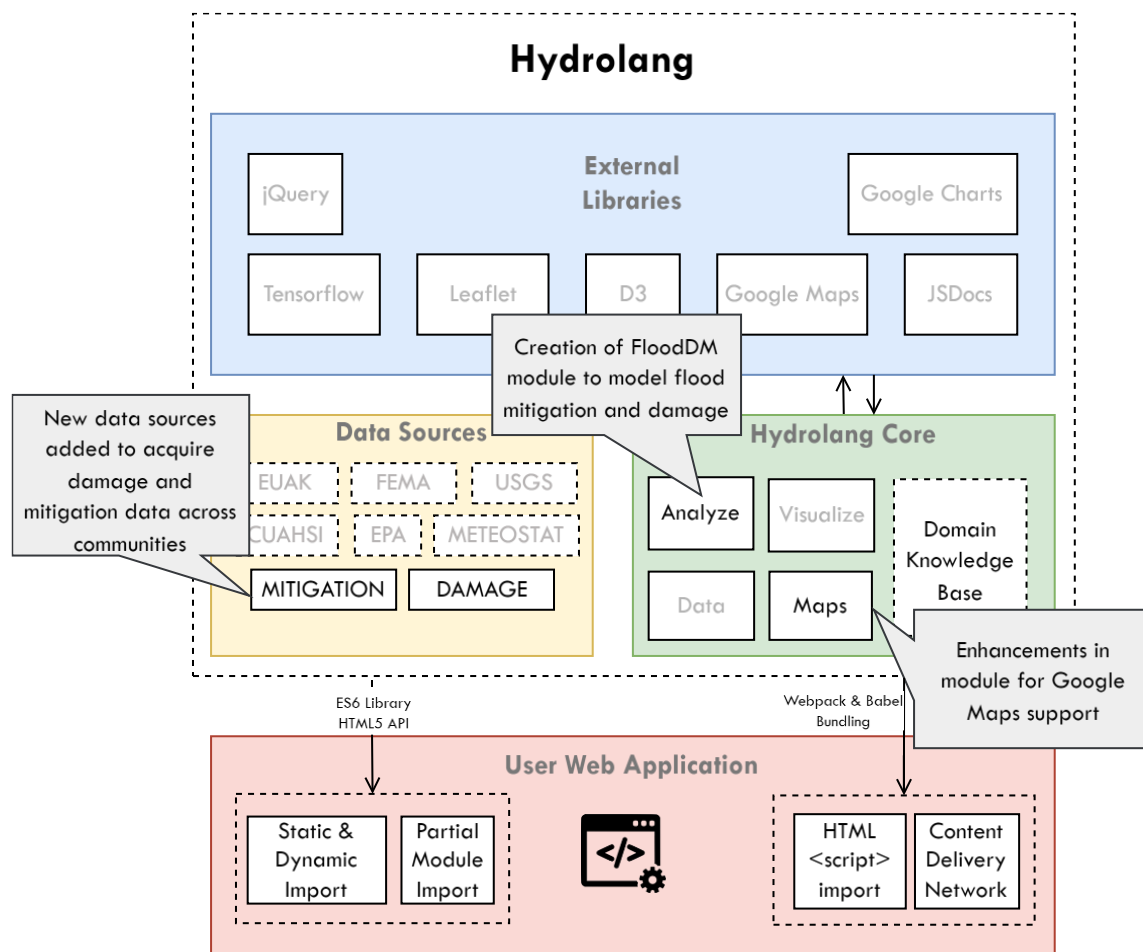 Hydrolang
External
Libraries
jQuery
Google Charts
Tensorflow
Leaflet
D3
Google Maps
JSDocs
Creation of FloodDM
module to model flood
mitigation and damage
New data sources
added to acquire
damage and
mitigation data across
communities
Data Sources
EUAK
FEMA
USGS
CUAHSI
EPA
METEOSTAT
MITIGATION
DAMAGE
Hydrolang Core
Analyze
Visualize
Data
Maps
Domain
Knowledge
Base
Enhancements in
module for Google
Maps support
ES6 Library
HTML5 API
Webpack & Babel
Bundling
User Web Application
Static &
Dynamic
Import
Partial
Module
Import
</>
HTML
<script>
import
Content
Delivery
Network